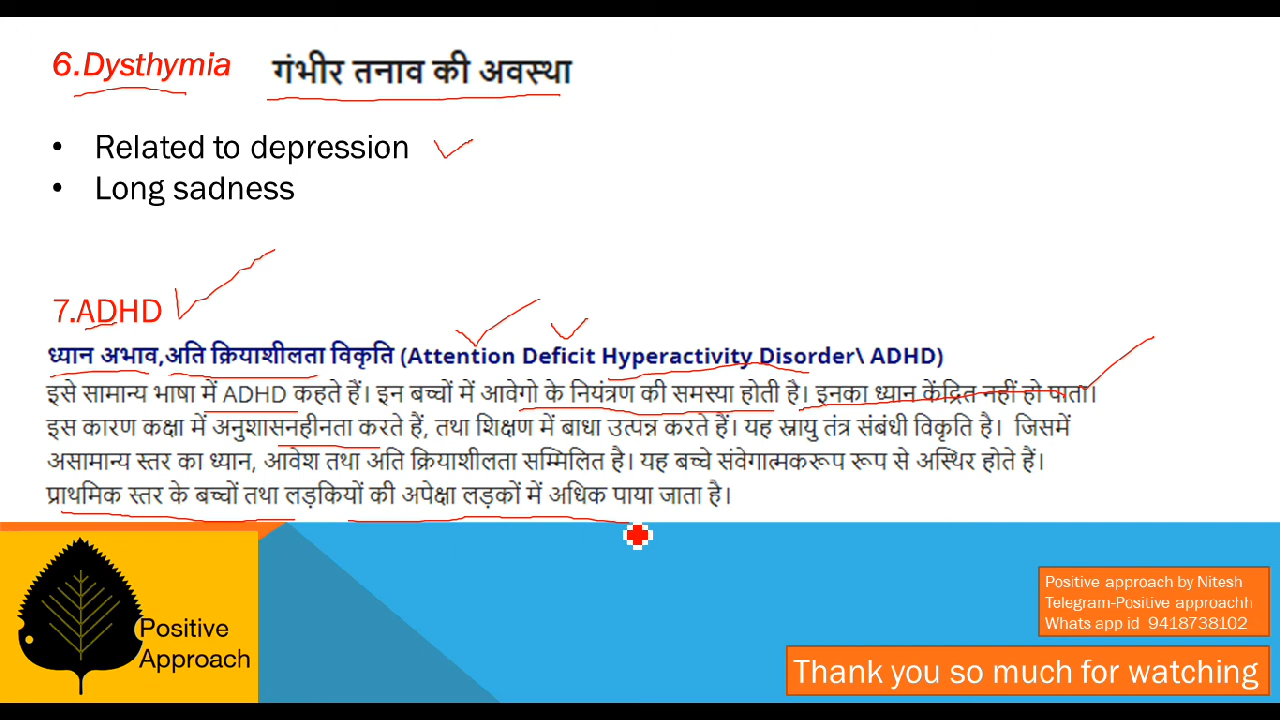 6.Dysthymia गंभीर तनाव की अवस्था
• Related to depression
• Long sadness
7.ADHD
ध्यान अभाव,अति क्रियाशीलता विकृति (Attention Deficit Hyperactivity Disorder\ ADHD)
इसे सामान्य भाषा में ADHD कहते हैं। इन बच्चों में आवेगो के नियंत्रण की समस्या होती है। इनका ध्यान केंद्रित नहीं हो पाता।
इस कारण कक्षा में अनुशासनहीनता करते हैं, तथा शिक्षण में बाधा उत्पन्न करते हैं। यह स्नायु तंत्र संबंधी विकृति है। जिसमें
असामान्य स्तर का ध्यान, आवेश तथा अति क्रियाशीलता सम्मिलित है। यह बच्चे संवेगात्मकरूप रूप से अस्थिर होते हैं।
प्राथमिक स्तर के बच्चों तथा लड़कियों की अपेक्षा लड़कों में अधिक पाया जाता है।
Positive
Approach
Positive approach by Nitesh
Telegram-Positive approachh
Whats app id 9418738102
Thank you so much for watching